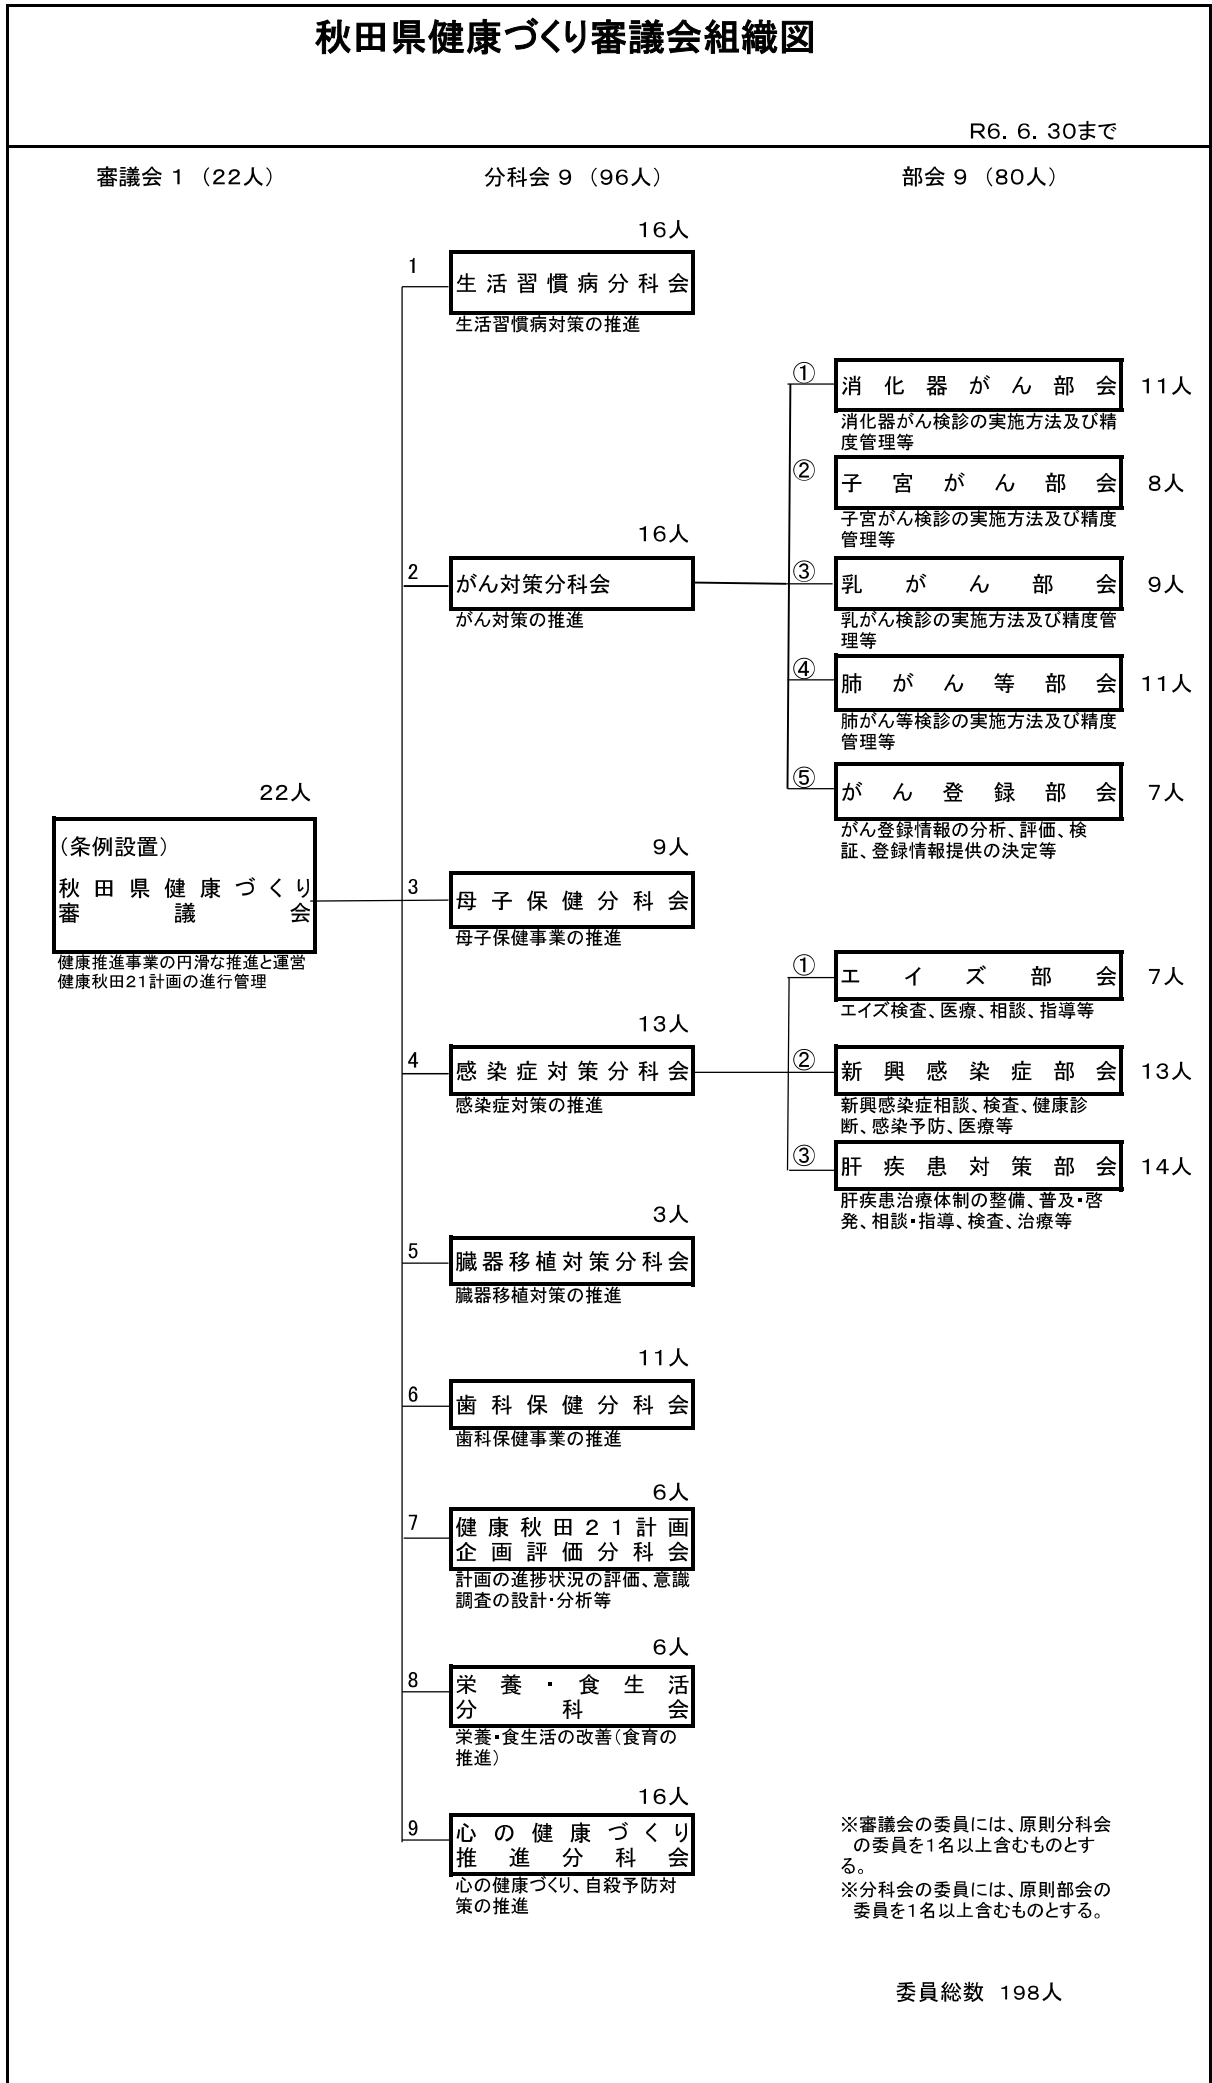 秋田県健康づくり審議会組織図
R6．6．30まで
審議会１（22人）
分科会９（96人）
部会９（80人）
16人
1
生活習慣病分科会
生活習慣病対策の推進
①
消化器がん部会
11人
消化器がん検診の実施方法及び精
度管理等
②
子宮がん部会
8人
子宮がん検診の実施方法及び精度
管理等
16人
2
がん対策分科会
がん対策の推進
③
乳がん部会
9人
乳がん検診の実施方法及び精度管
理等
④
肺がん等部会
11人
肺がん等検診の実施方法及び精度
管理等
⑤
がん登録部会
7人
がん登録情報の分析、評価、検
証、登録情報提供の決定等
22人
（条例設置）
秋田県健康づくり
審議会
健康推進事業の円滑な推進と運営
健康秋田21計画の進行管理
9人
3
母子保健分科会
母子保健事業の推進
①
エイズ部会
7人
エイズ検査、医療、相談、指導等
13人
4
感染症対策分科会
感染症対策の推進
②
新興感染症部会
13人
新興感染症相談、検査、健康診
断、感染予防、医療等
③
肝疾患対策部会
14人
肝疾患治療体制の整備、普及・啓
発、相談・指導、検査、治療等
3人
5
臓器移植対策分科会
臓器移植対策の推進
11人
6
歯科保健分科会
歯科保健事業の推進
6人
7
健康秋田２１計画
企画評価分科会
計画の進捗状況の評価、意識
調査の設計・分析等
6人
8
栄養・食生活
分科会
栄養・食生活の改善（食育の
推進）
16人
9
心の健康づくり
推進分科会
心の健康づくり、自殺予防対
策の推進
※審議会の委員には、原則分科会
の委員を1名以上含むものとす
る。
※分科会の委員には、原則部会の
委員を1名以上含むものとする。
委員総数 198人